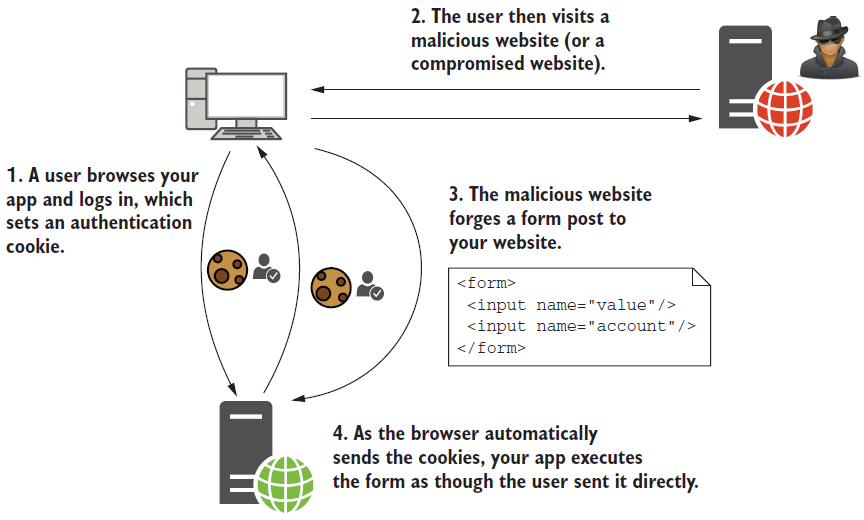 2. The user then visits a
malicious website (or a
compromised website).
1. A user browses your
app and logs in, which
sets an authentication
cookie.
3. The malicious website
forges a form post to
your website.
<form>
<input name="value"/>
<input name="account"/>
</form>
4. As the browser automatically
sends the cookies, your app executes
the form as though the user sent it directly.